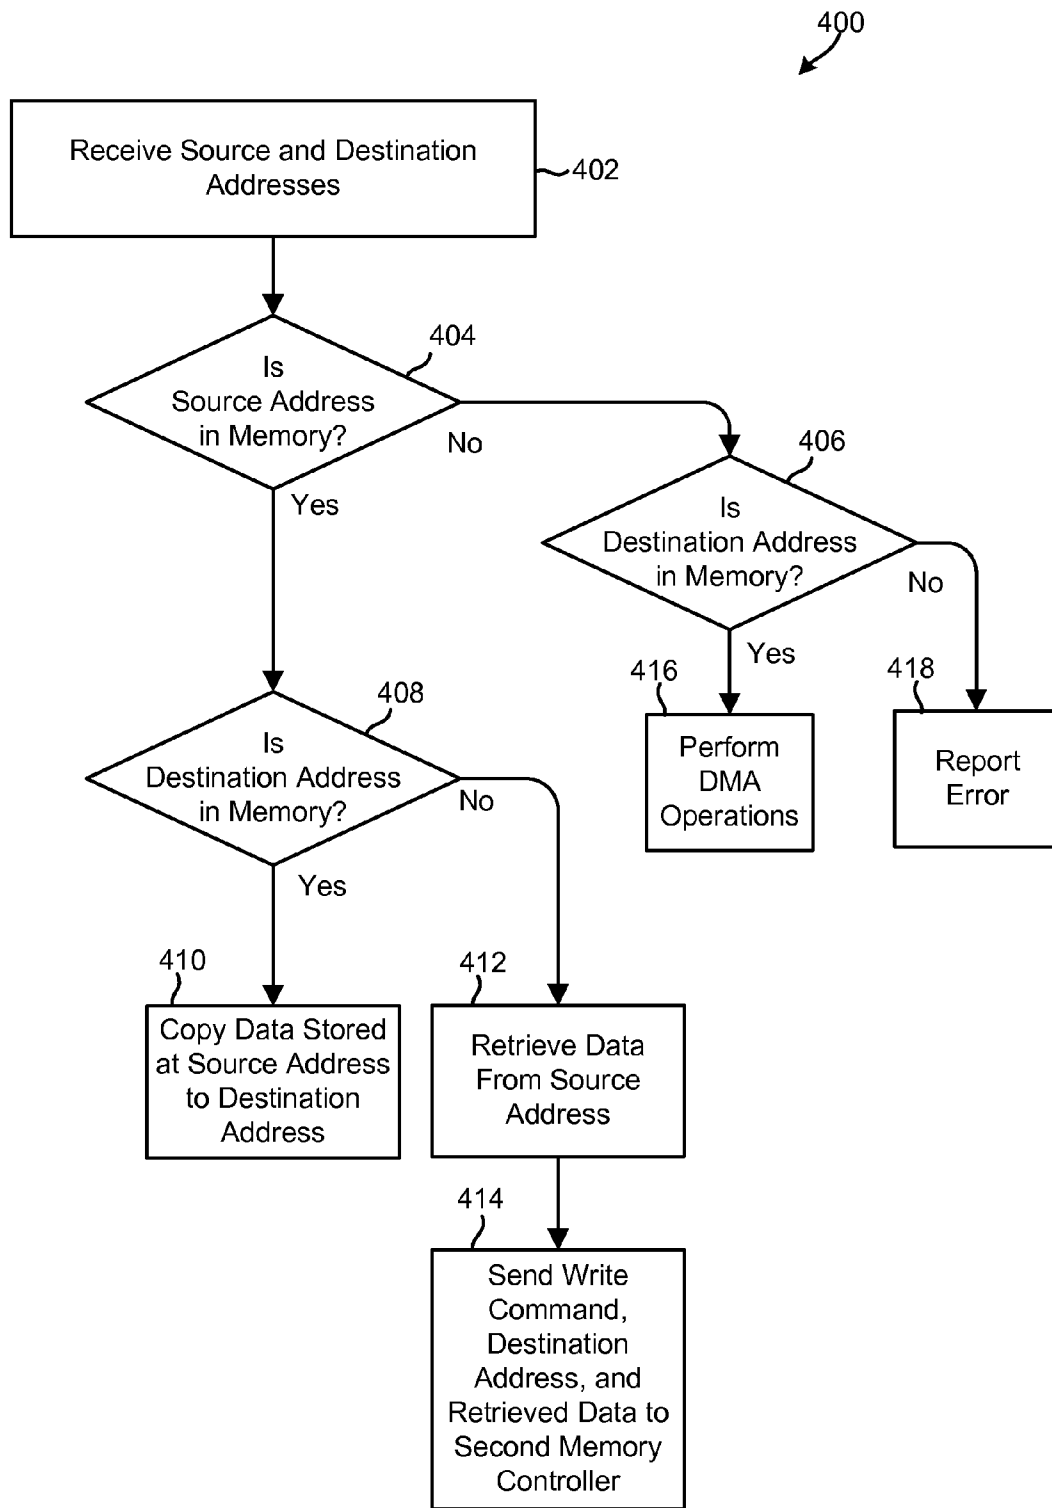 400
Receive Source and Destination
Addresses
402
404
Is
Source Address
in Memory?
No
Yes
406
Is
Destination Address
in Memory?
No
Yes
416
Perform
DMA
Operations
418
Report
Error
408
Is
Destination Address
in Memory?
No
Yes
410
Copy Data Stored
at Source Address
to Destination
Address
412
Retrieve Data
From Source
Address
414
Send Write
Command,
Destination
Address, and
Retrieved Data to
Second Memory
Controller